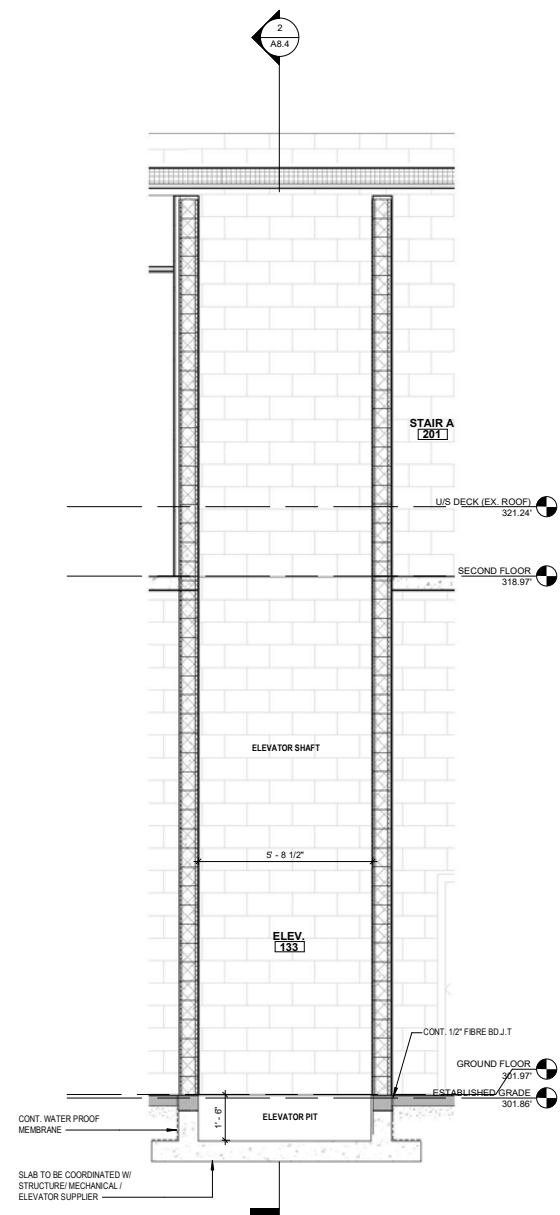 2
A8.4
STAIR A
201
U/S DECK (EX. ROOF)
321.24'
SECOND FLOOR
318.97'
ELEVATOR SHAFT
5' - 8 1/2"
ELEV.
133
CONT. 1/2" FIBRE BD.J.T
GROUND FLOOR
301.97'
ESTABLISHED GRADE
301.86'
1' - 6"
ELEVATOR PIT
CONT. WATER PROOF
MEMBRANE
SLAB TO BE COORDINATED W/
STRUCTURE/ MECHANICAL /
ELEVATOR SUPPLIER